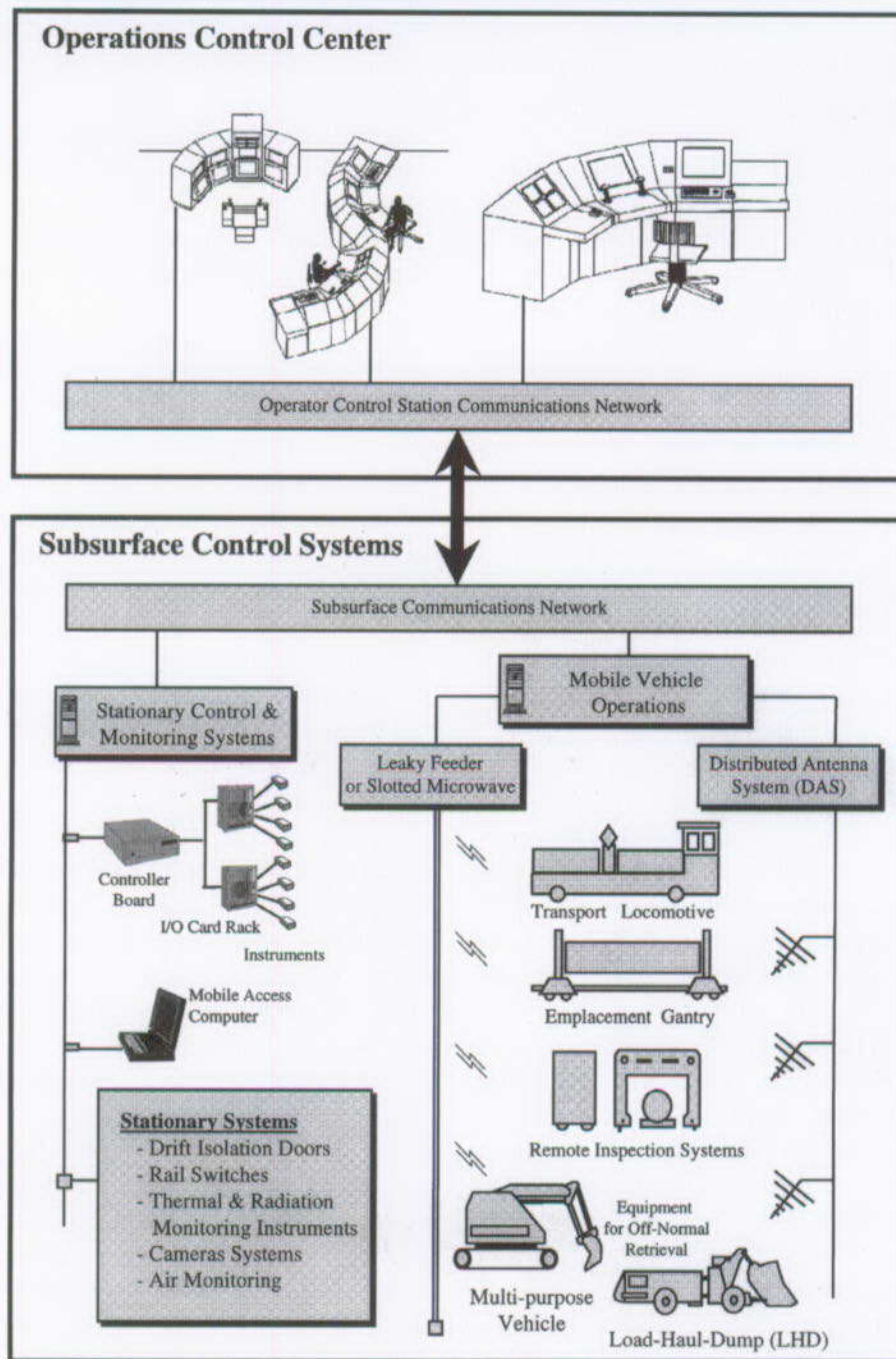 Operations Control Center
Operator Control Station Communications Network
Subsurface Control Systems
Subsurface Communications Network
Stationary Control &
Monitoring Systems
Mobile Vehicle
Operations
Leaky Feeder
or Slotted Microwave
Distributed Antenna
System (DAS)
Controller
Board
I/O Card Rack
Instruments
Mobile Access
Computer
Stationary Systems
- Drift Isolation Doors
- Rail Switches
- Thermal & Radiation
Monitoring Instruments
- Cameras Systems
- Air Monitoring
Transport Locomotive
Emplacement Gantry
Remote Inspection Systems
Equipment
for Off-Normal
Retrieval
Multi-purpose
Vehicle
Load-Haul-Dump (LHD)